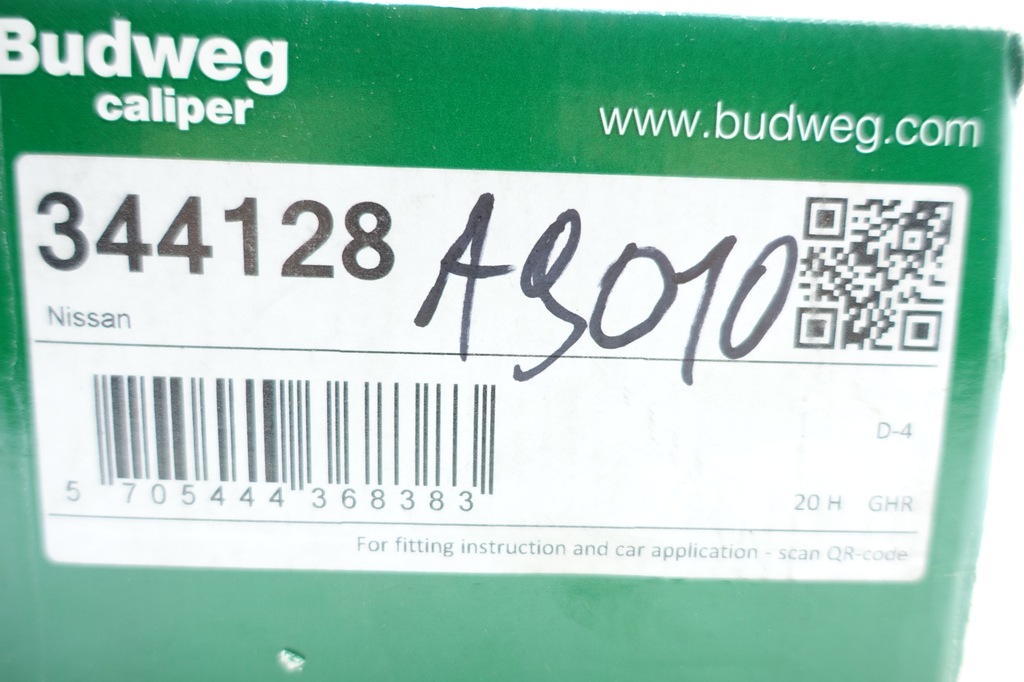 Budweg
caliper
www.budweg.com
344128
A9010
Nissan
5 705444 368383
D-4
20 H GHR
For fitting instruction and car application - scan QR-code